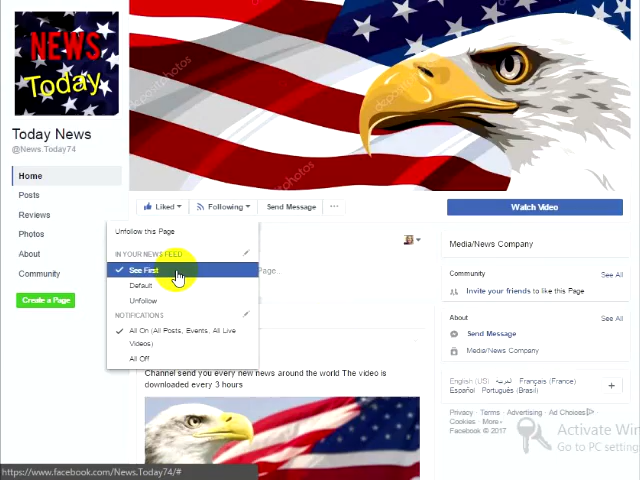 NEWS
Today
depositphotos
depositphotos
depositphotos
Today News
@News.Today74
Home
Posts
Reviews
Photos
About
Community
Create a Page
Liked
Following
Send Message
...
Watch Video
Unfollow this Page
IN YOUR NEWS FEED
See First
Default
Unfollow
NOTIFICATIONS
All On (All Posts, Events, All Live
Videos)
All Off
Page..
Channel send you every new news around the world The video is
downloaded every 3 hours
Media/News Company
Community
See All
Invite your friends to like this Page
About
See All
Send Message
Media/News Company
English (US) · العربية · Français (France) ·
Español · Português (Brasil)
+
Privacy · Terms · Advertising · Ad Choices
Cookies · More
Facebook © 2017
Activate Win
Go to PC setting
https://www.facebook.com/News.Today74/#